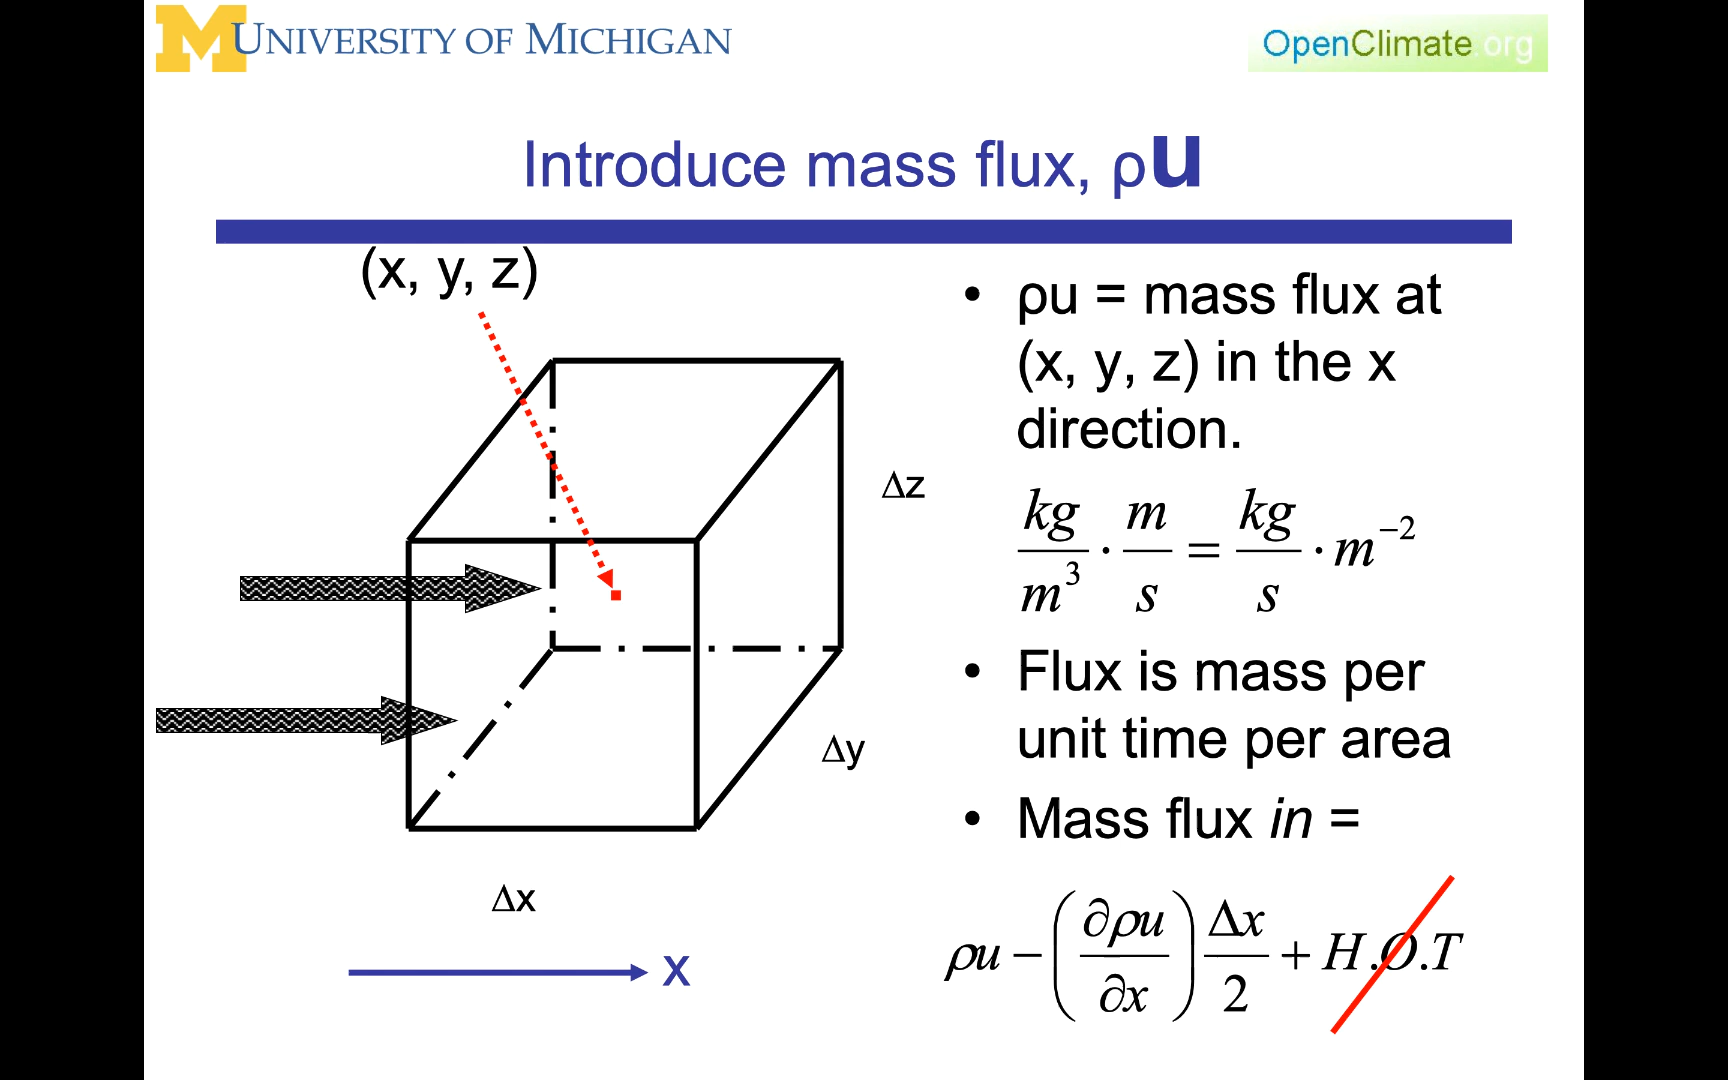 UNIVERSITY OF MICHIGAN
OpenClimate.org
Introduce mass flux, ρu
(x, y, z)
• ρu = mass flux at
(x, y, z) in the x
direction.
Δz
kg/m³ · m/s = kg/s · m⁻²
• Flux is mass per
unit time per area
Δy
• Mass flux in =
Δx
ρu − (∂ρu/∂x) Δx/2 + H.O.T
x